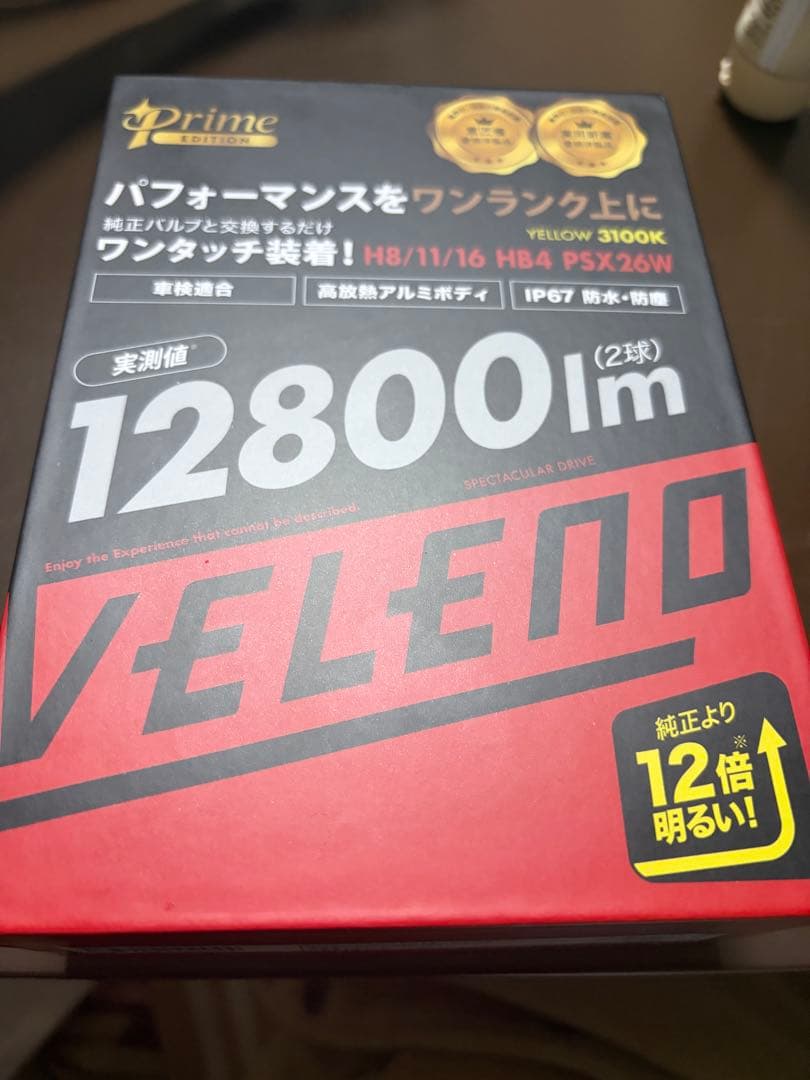 Prime
EDITION
パフォーマンスをワンランク上に
純正バルブと交換するだけ
YELLOW 3100K
ワンタッチ装着! H8/11/16 HB4 PSX26W
車検適合
高放熱アルミボディ
IP67 防水・防塵
実測値※
12800lm
(2球)
SPECTACULAR DRIVE
Enjoy the Experience that cannot be described.
VELENO
純正より
12倍※
明るい!